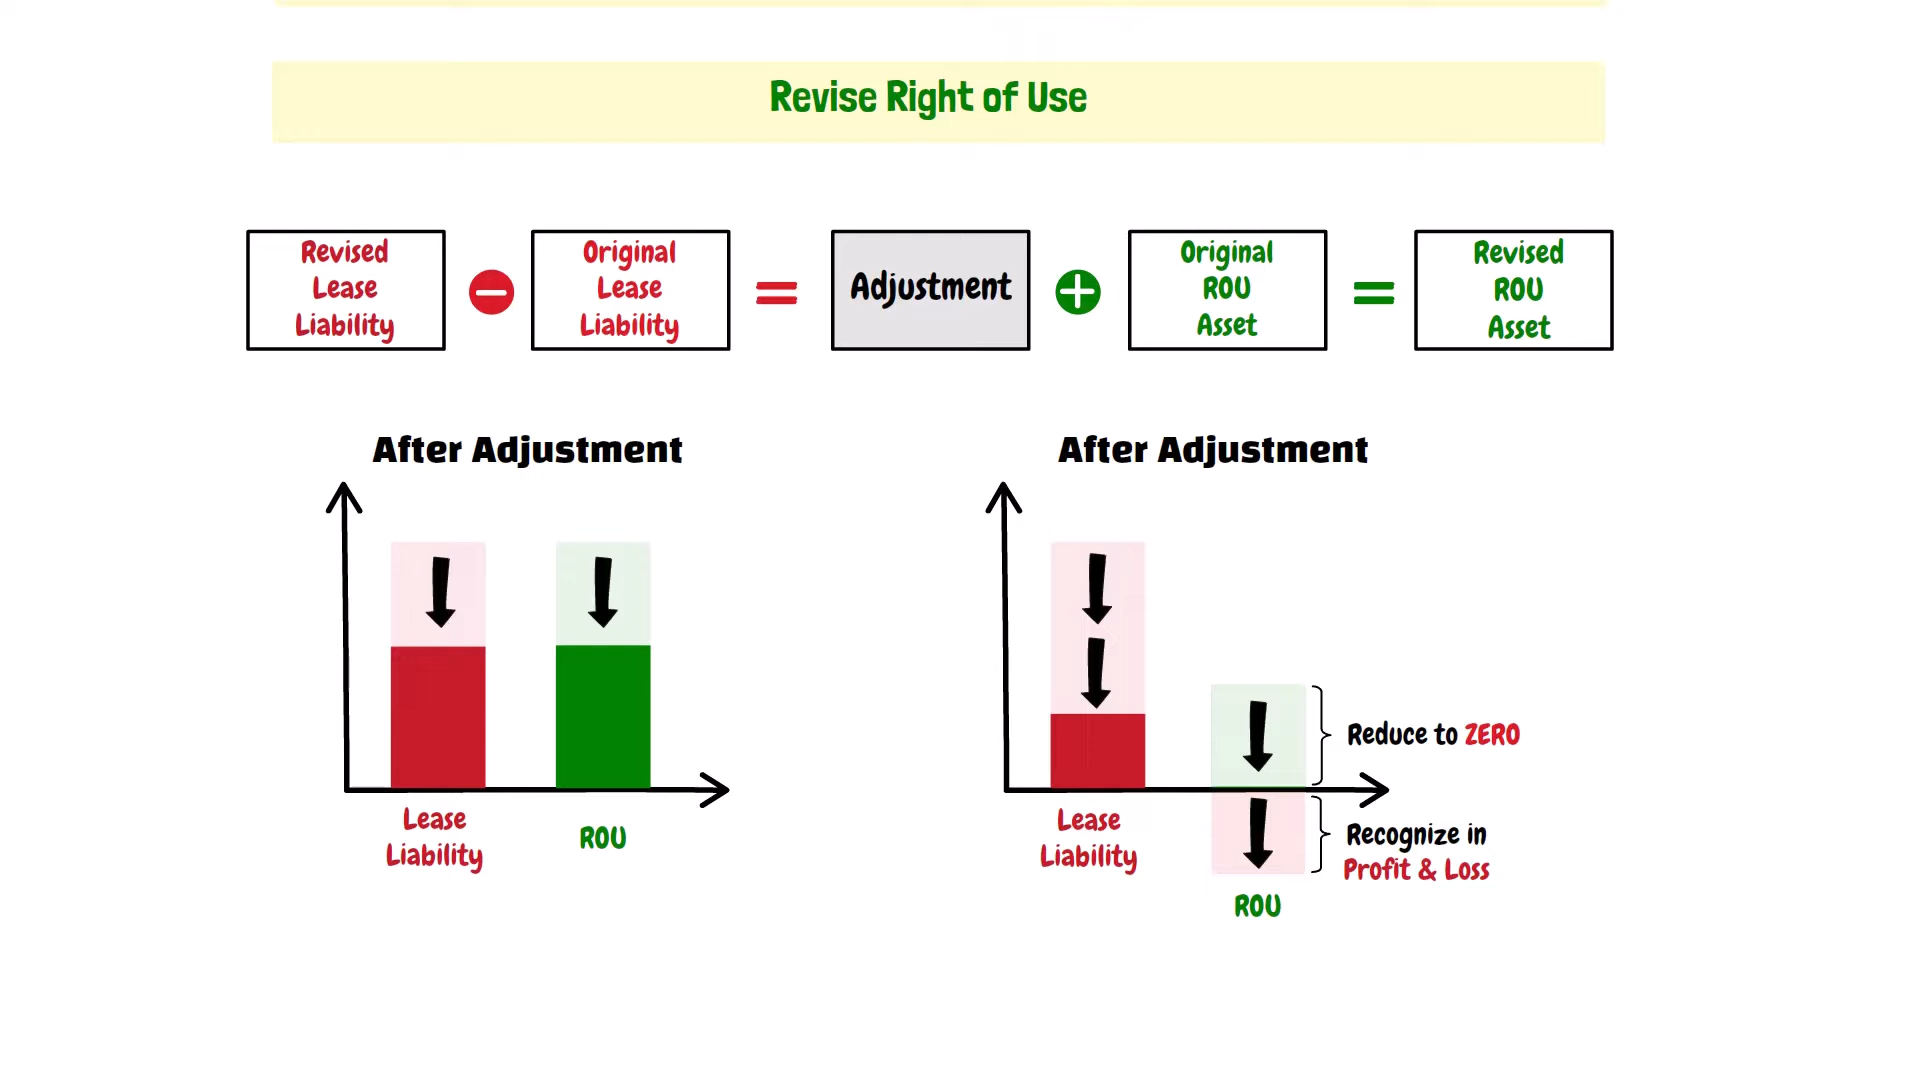 Revise Right of Use
Revised
Lease
Liability
Original
Lease
Liability
Adjustment
Original
ROU
Asset
Revised
ROU
Asset
After Adjustment
Lease
Liability
ROU
After Adjustment
Reduce to ZERO
Recognize in
Profit & Loss
Lease
Liability
ROU